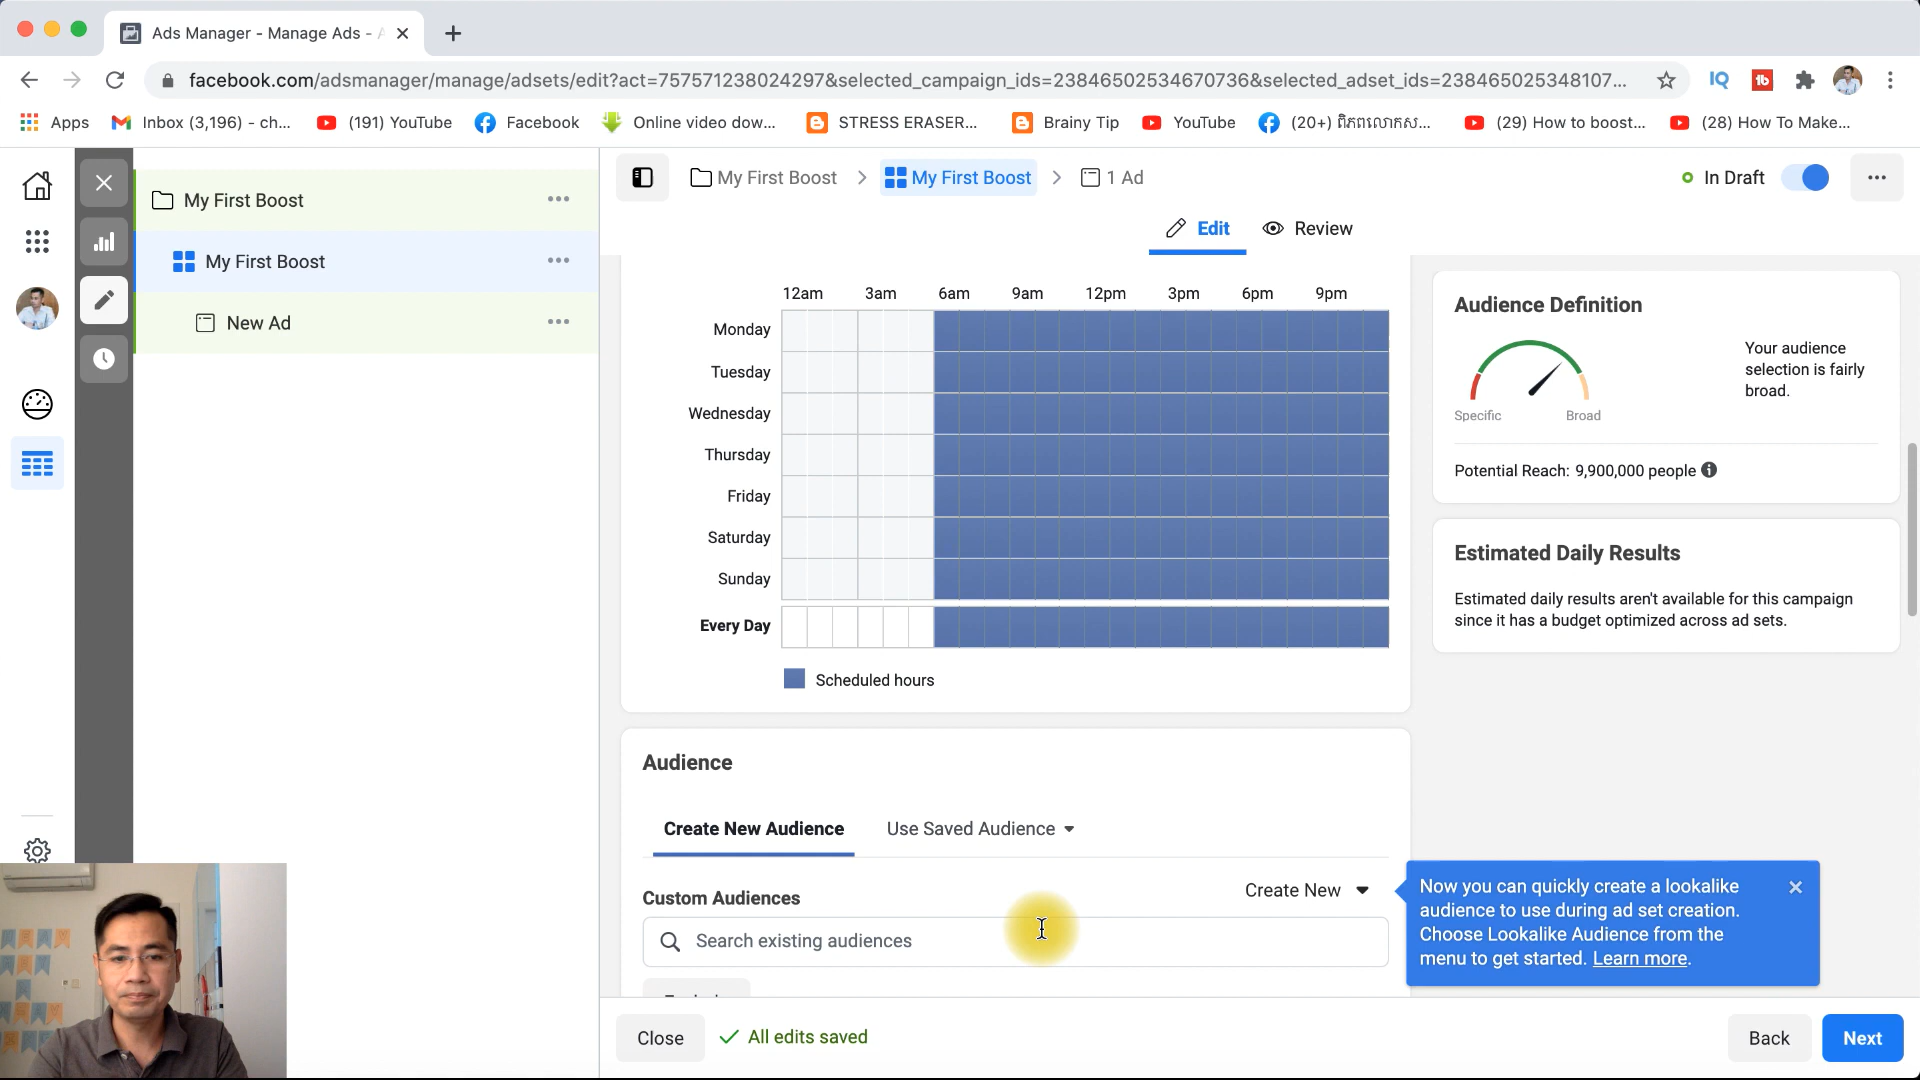 Ads Manager - Manage Ads - A
facebook.com/adsmanager/manage/adsets/edit?act=757571238024297&selected_campaign_ids=23846502534670736&selected_adset_ids=238465025348107...
Apps
Inbox (3,196) - ch...
(191) YouTube
Facebook
Online video dow...
STRESS ERASER...
Brainy Tip
YouTube
(20+) ពិភពលោកស...
(29) How to boost...
(28) How To Make...
My First Boost
My First Boost
New Ad
My First Boost
My First Boost
1 Ad
In Draft
Edit
Review
12am 3am 6am 9am 12pm 3pm 6pm 9pm
Monday
Tuesday
Wednesday
Thursday
Friday
Saturday
Sunday
Every Day
Scheduled hours
Audience Definition
Your audience
selection is fairly
broad.
Specific Broad
Potential Reach: 9,900,000 people
Estimated Daily Results
Estimated daily results aren't available for this campaign
since it has a budget optimized across ad sets.
Audience
Create New Audience
Use Saved Audience
Custom Audiences
Create New
Search existing audiences
Now you can quickly create a lookalike
audience to use during ad set creation.
Choose Lookalike Audience from the
menu to get started. Learn more.
Close
All edits saved
Back
Next